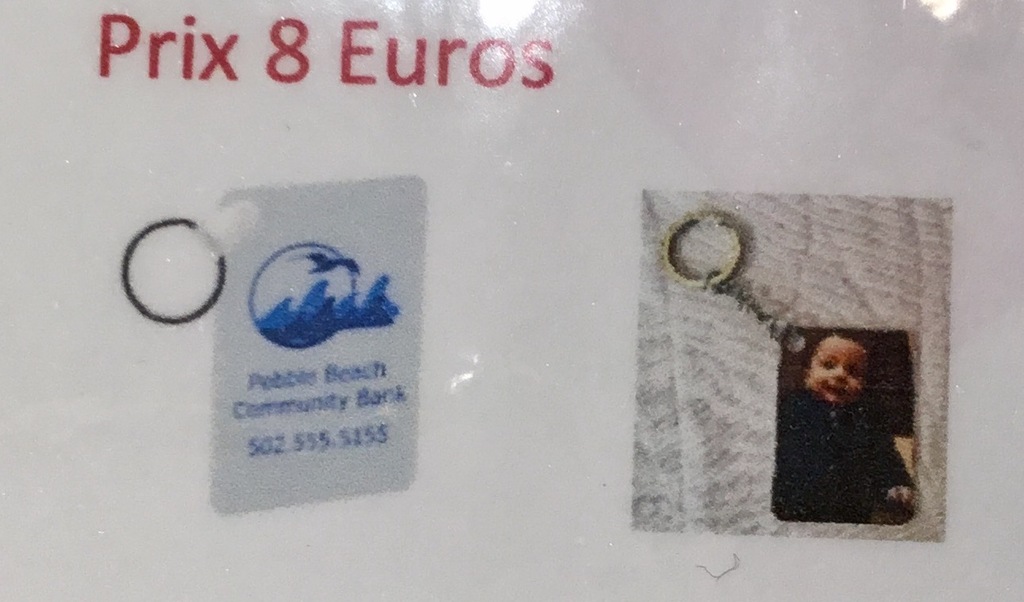 Prix 8 Euros
Pebble Beach
Community Bank
502.555.5155